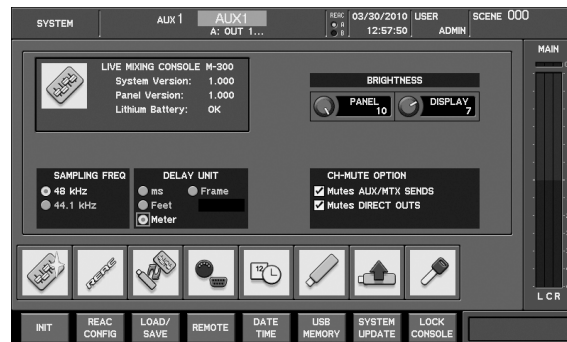 SYSTEM
AUX 1
AUX1
A: OUT 1...
REAC
A
B
03/30/2010
12:57:50
USER
ADMIN
SCENE 000
MAIN
LIVE MIXING CONSOLE M-300
System Version: 1.000
Panel Version: 1.000
Lithium Battery: OK
BRIGHTNESS
PANEL
10
DISPLAY
7
SAMPLING FREQ
48 kHz
44.1 kHz
DELAY UNIT
ms
Frame
Feet
Meter
CH-MUTE OPTION
Mutes AUX/MTX SENDS
Mutes DIRECT OUTS
REAC
12
L C R
INIT
REAC CONFIG
LOAD/ SAVE
REMOTE
DATE TIME
USB MEMORY
SYSTEM UPDATE
LOCK CONSOLE